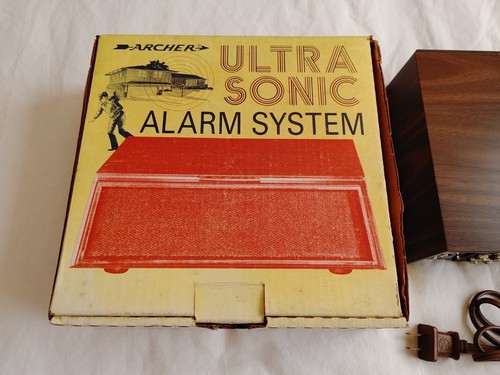 ARCHER
ULTRA
SONIC
ALARM SYSTEM